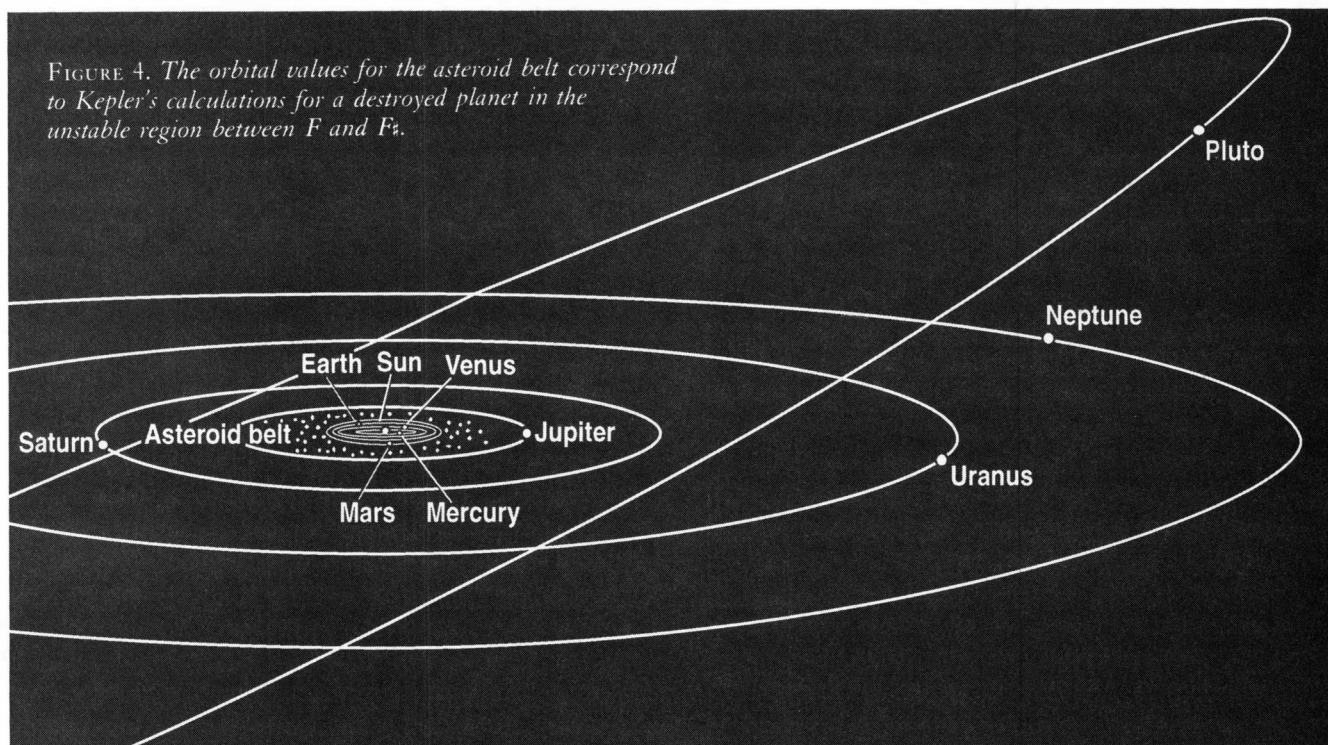 FIGURE 4. The orbital values for the asteroid belt correspond
to Kepler's calculations for a destroyed planet in the
unstable region between F and F♯.
Pluto
Neptune
Earth Sun Venus
Saturn Asteroid belt Jupiter
Uranus
Mars Mercury